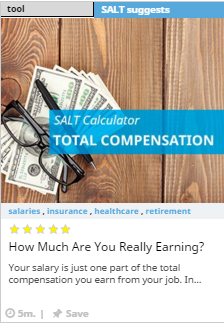 tool
SALT suggests
SALT Calculator
TOTAL COMPENSATION
salaries , insurance , healthcare , retirement
How Much Are You Really Earning?
Your salary is just one part of the total
compensation you earn from your job. In...
5m. | Save